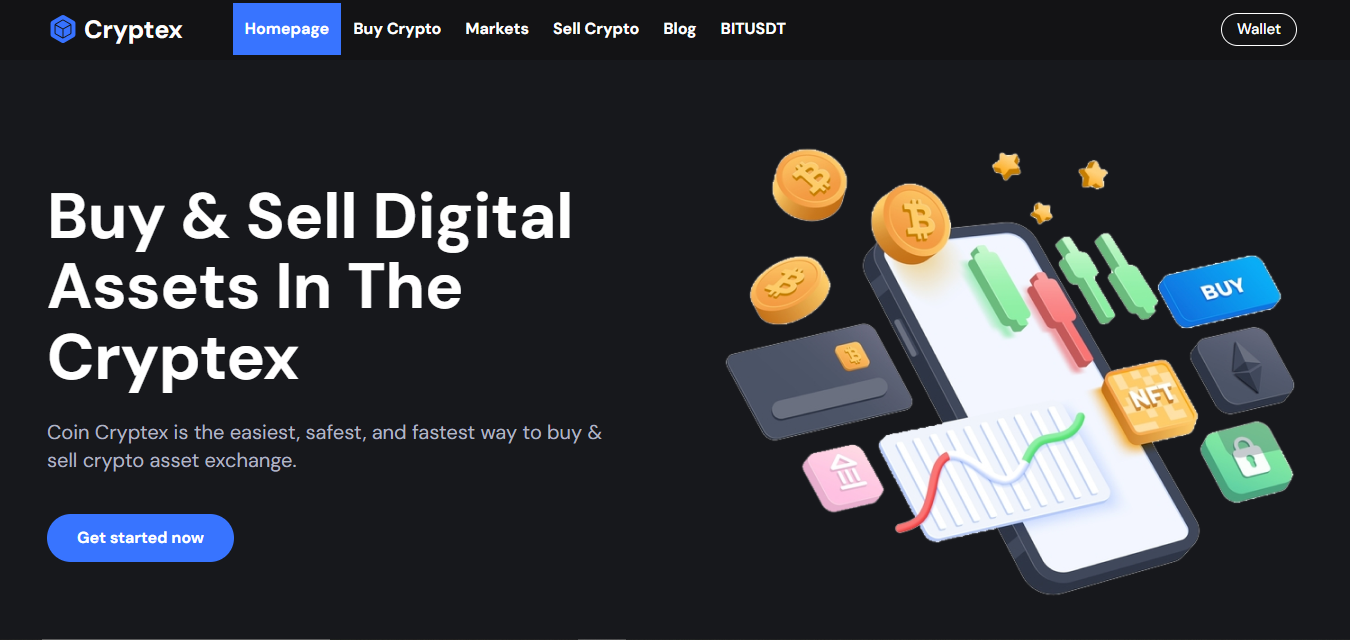 Cryptex
Homepage
Buy Crypto
Markets
Sell Crypto
Blog
BITUSDT
Wallet
Buy & Sell Digital
Assets In The
Cryptex
Coin Cryptex is the easiest, safest, and fastest way to buy &
sell crypto asset exchange.
Get started now
BUY
NFT